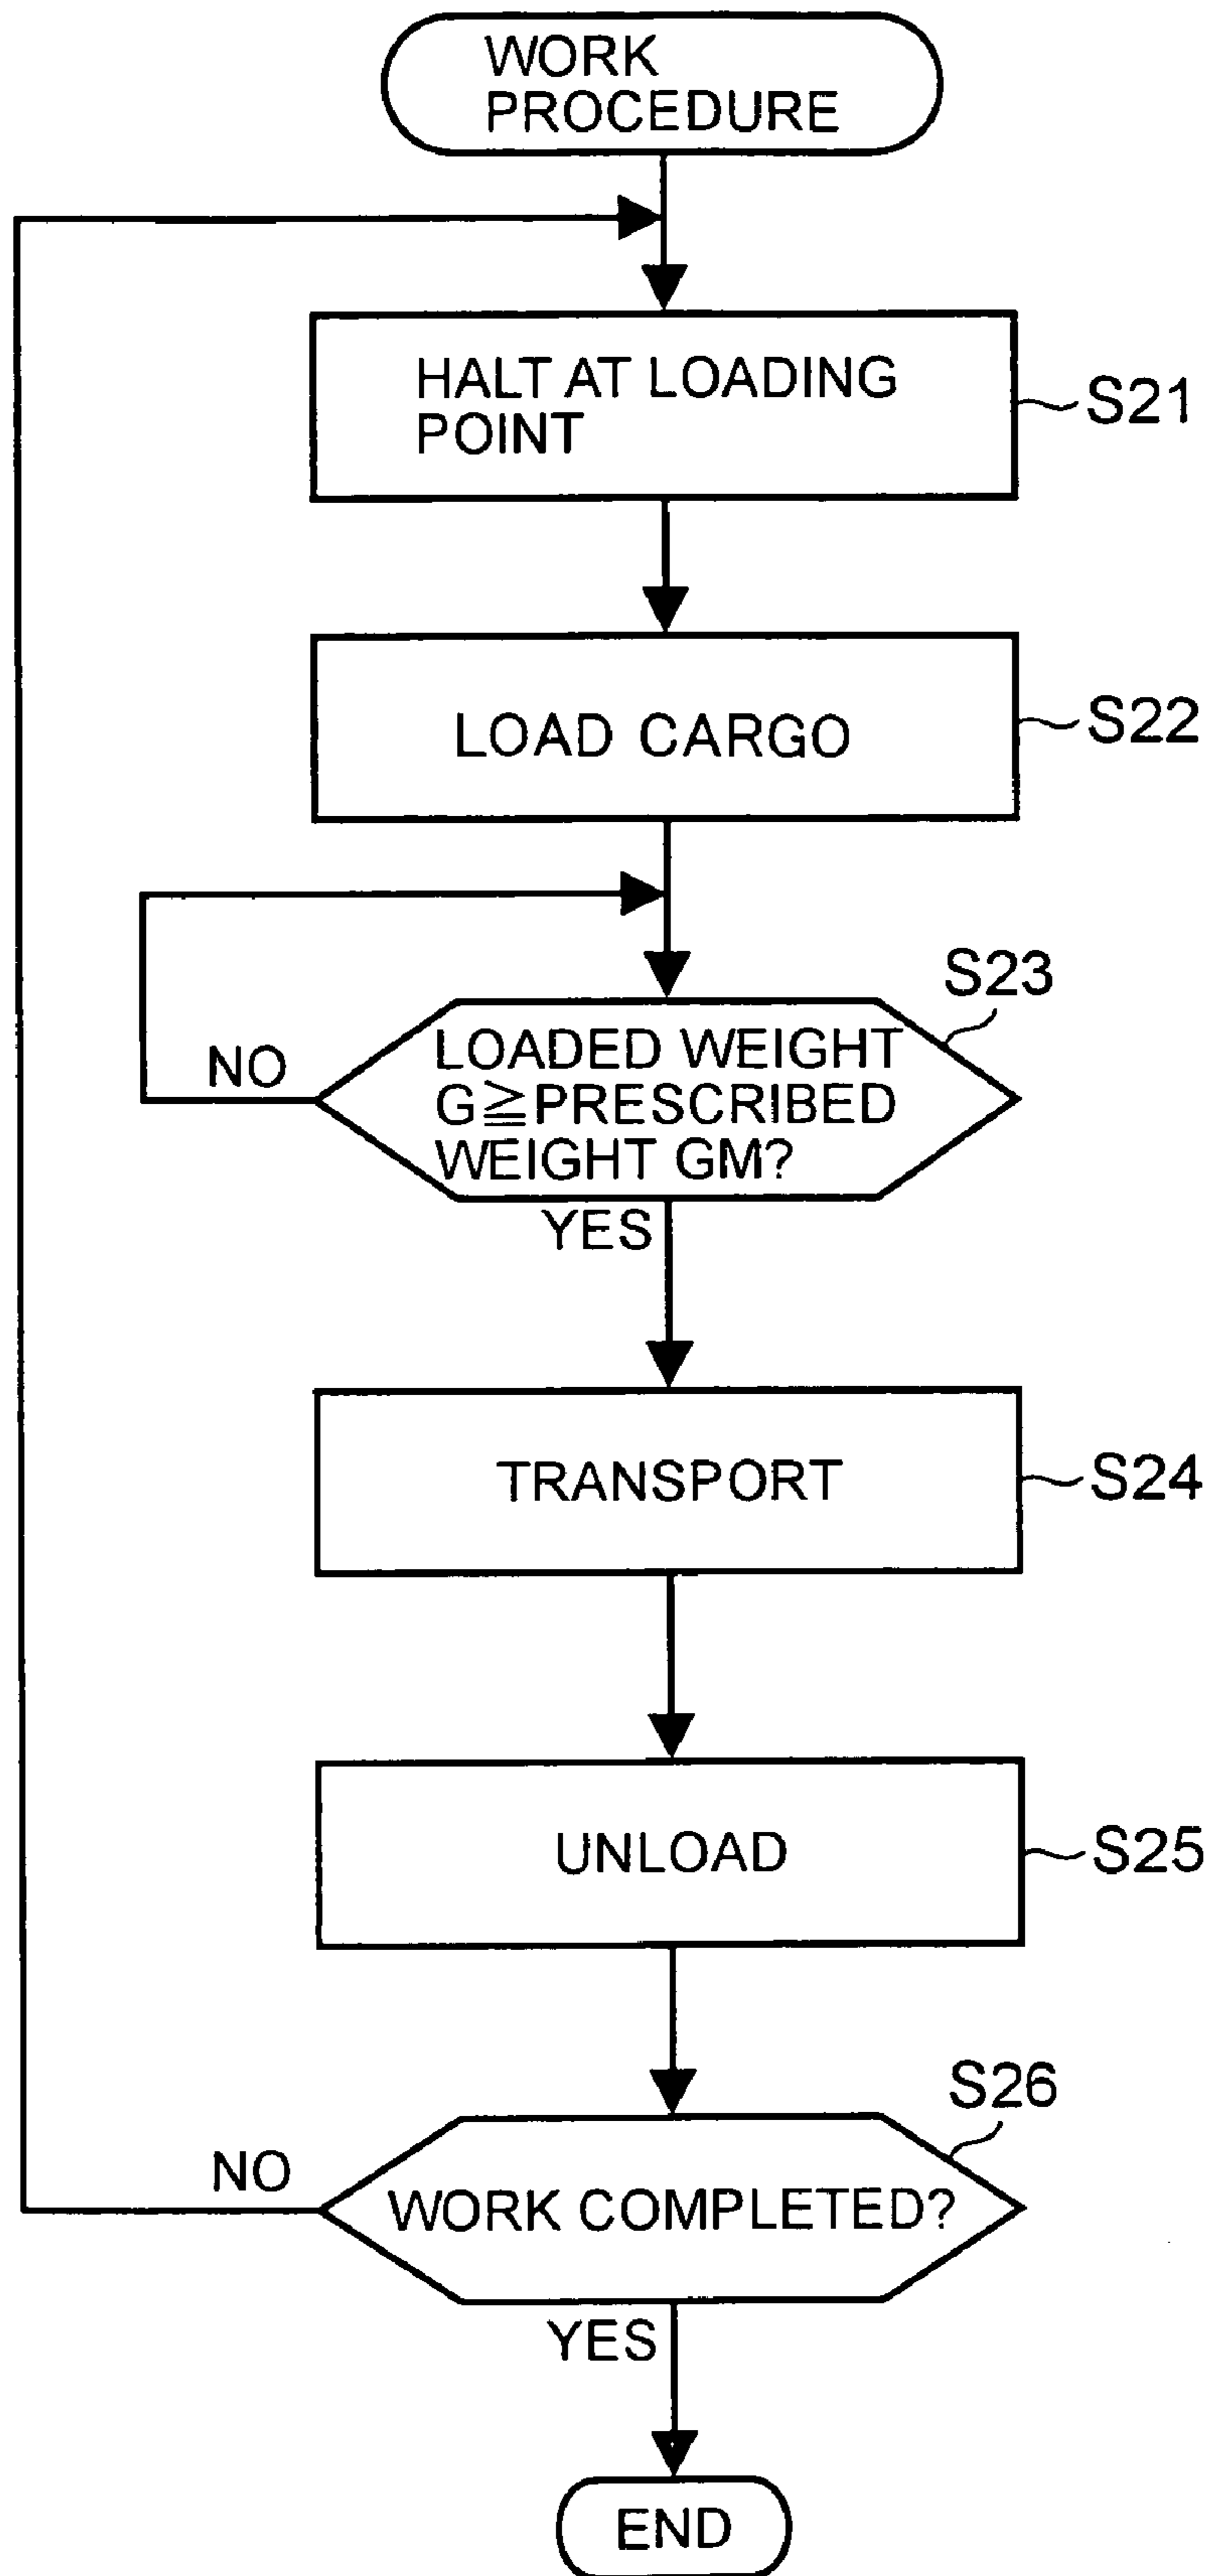 WORK
PROCEDURE
HALT AT LOADING
POINT
S21
LOAD CARGO
S22
S23
LOADED WEIGHT
G≧PRESCRIBED
WEIGHT GM?
NO
YES
TRANSPORT
S24
UNLOAD
S25
S26
WORK COMPLETED?
NO
YES
END